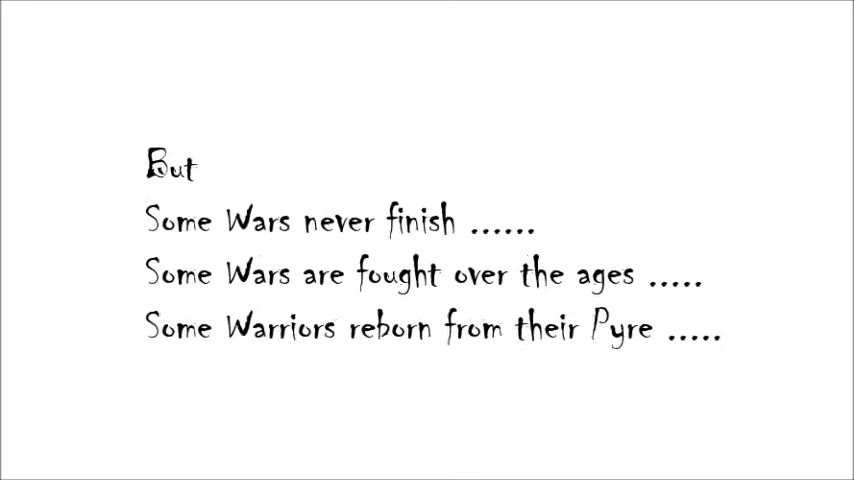 But
Some Wars never finish ......
Some Wars are fought over the ages .....
Some Warriors reborn from their Pyre .....